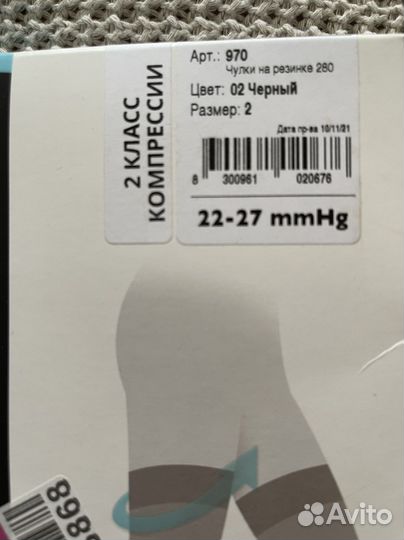 2 КЛАСС
КОМПРЕССИИ
Арт.: 970
Чулки на резинке 280
Цвет: 02 Черный
Размер: 2
Дата пр-ва 10/11/21
8 300961 020676
22-27 mmHg
8898
Avito